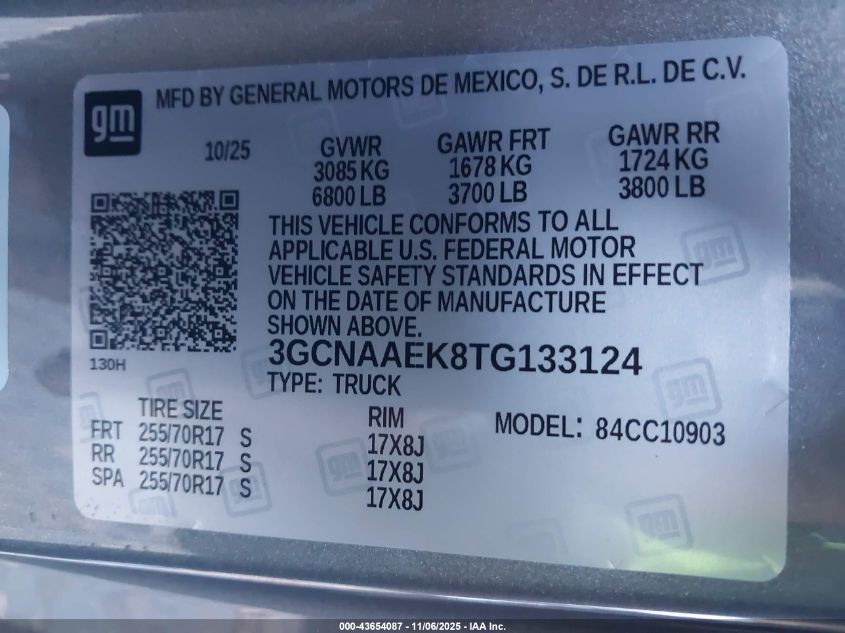 gm
MFD BY GENERAL MOTORS DE MEXICO, S. DE R.L. DE C.V.
10/25 GVWR GAWR FRT GAWR RR
3085 KG 1678 KG 1724 KG
6800 LB 3700 LB 3800 LB
THIS VEHICLE CONFORMS TO ALL
APPLICABLE U.S. FEDERAL MOTOR
VEHICLE SAFETY STANDARDS IN EFFECT
ON THE DATE OF MANUFACTURE
SHOWN ABOVE.
3GCNAAEK8TG133124
130H
TYPE: TRUCK
TIRE SIZE RIM MODEL: 84CC10903
FRT 255/70R17 S 17X8J
RR 255/70R17 S 17X8J
SPA 255/70R17 S 17X8J
000-43654087 - 11/06/2025 - IAA Inc.